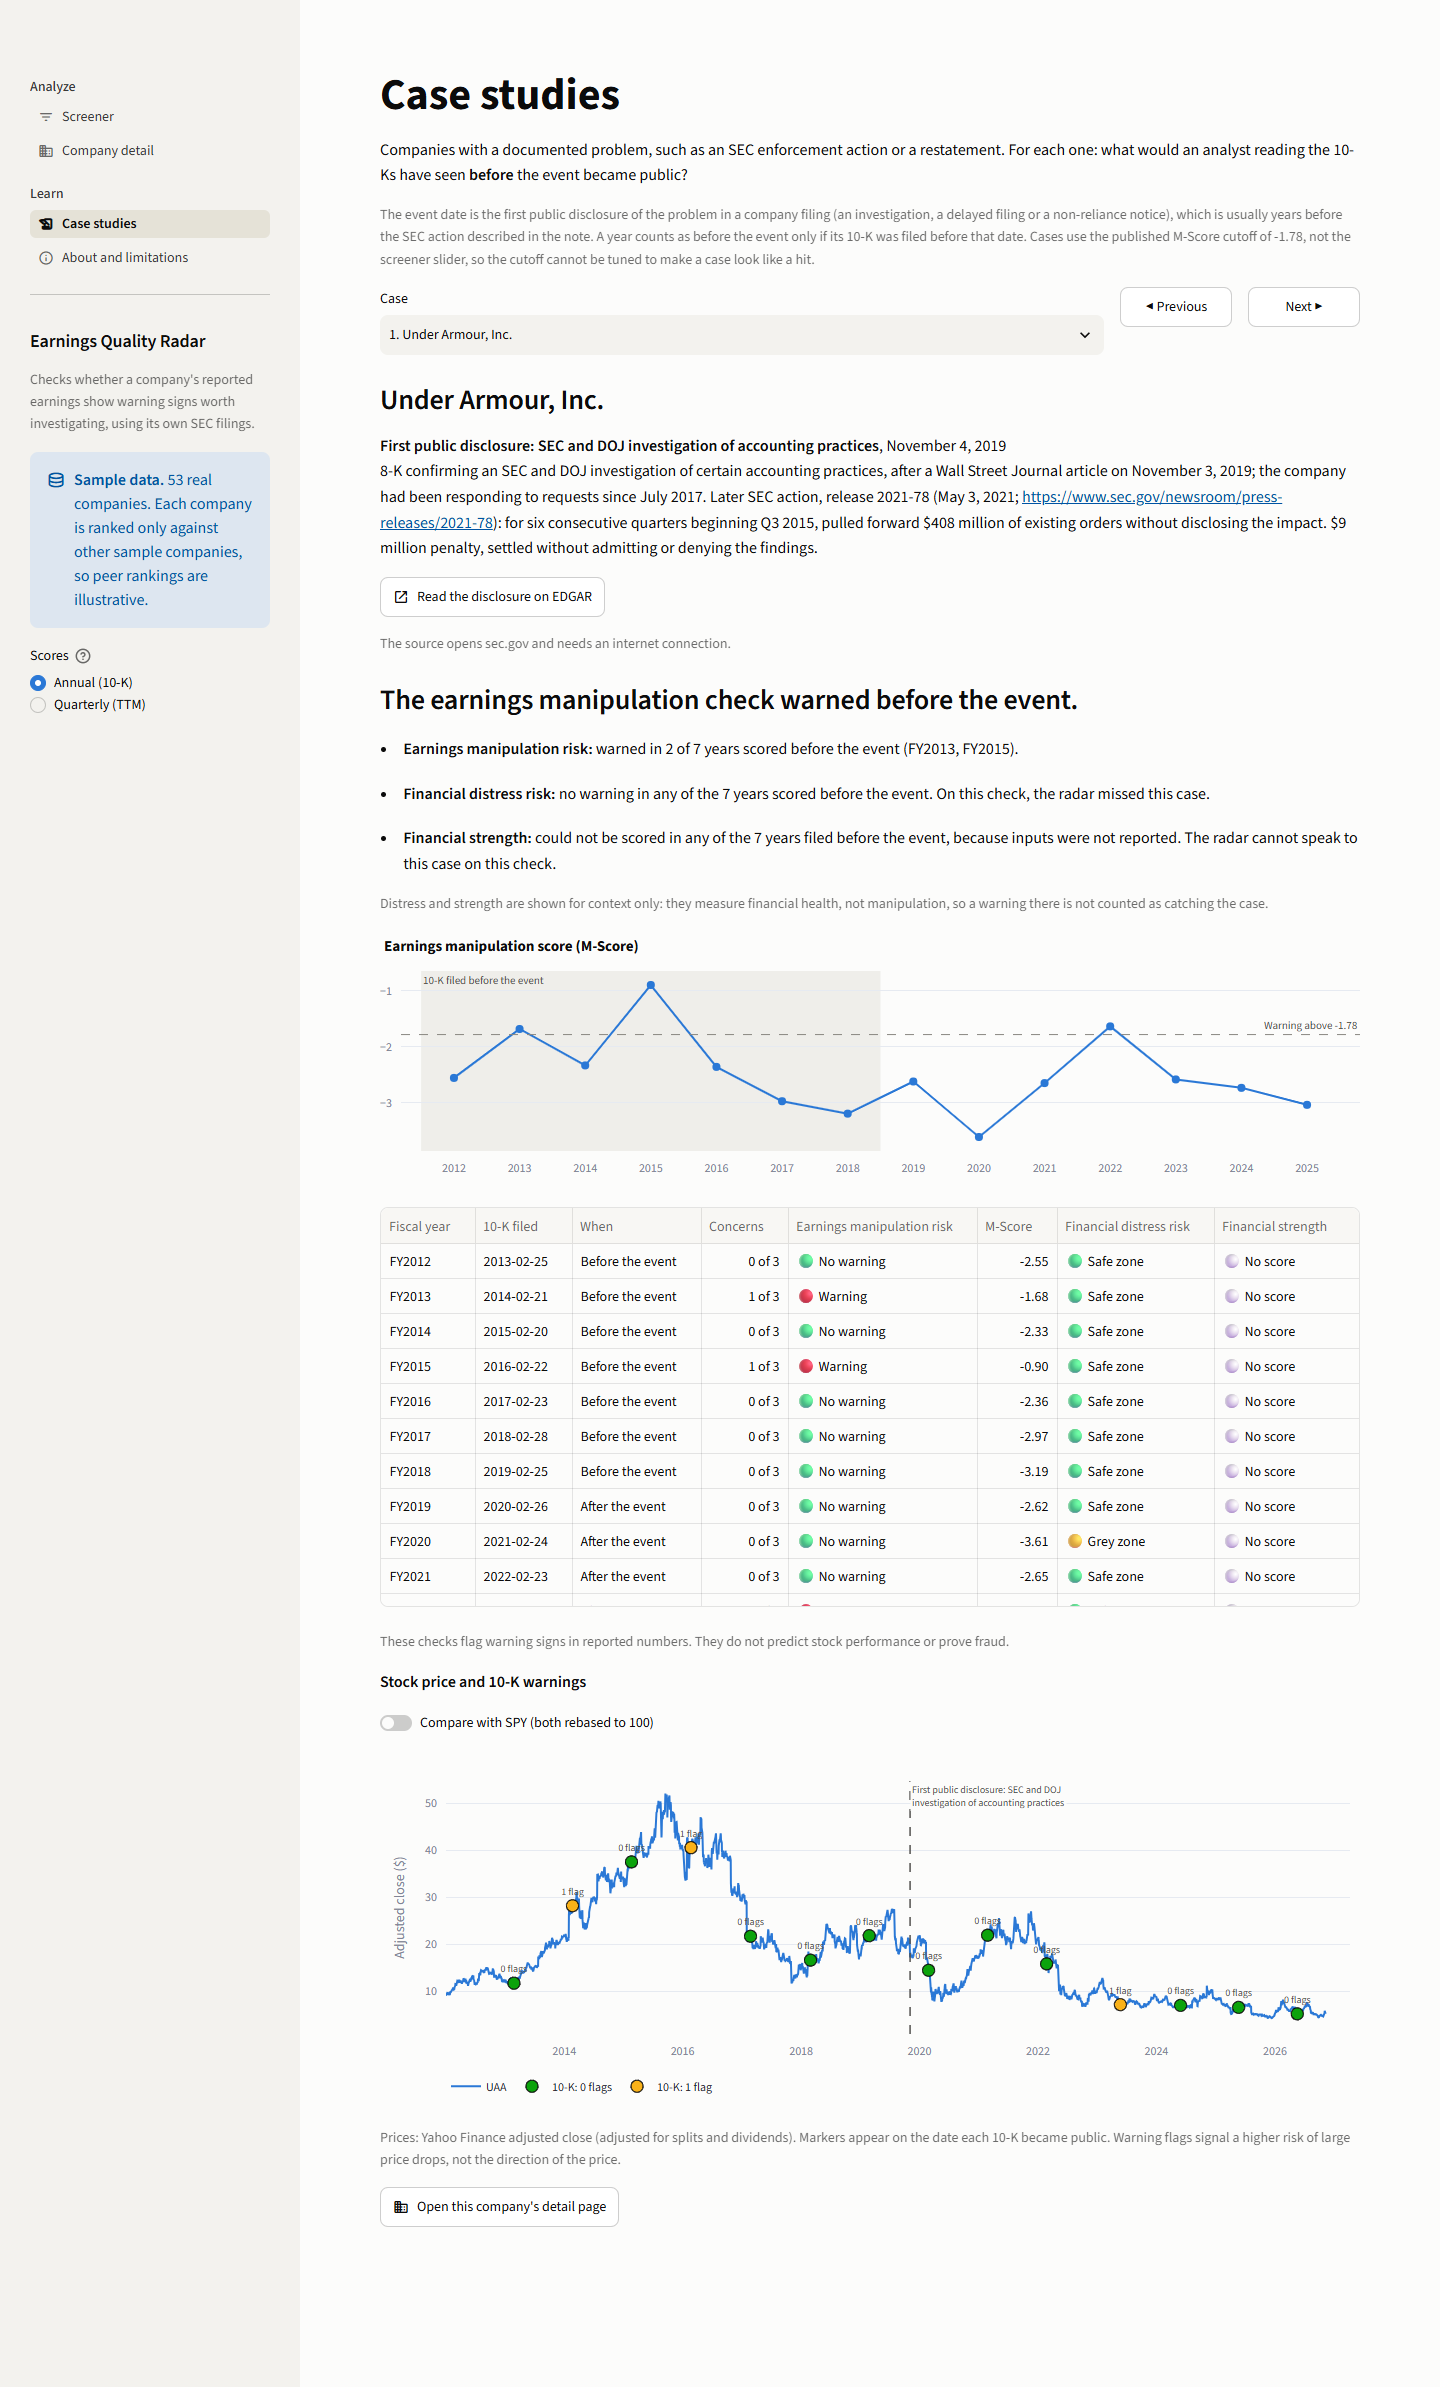 Analyze
Screener
Company detail
Learn
Case studies
About and limitations
Earnings Quality Radar
Checks whether a company's reported
earnings show warning signs worth
investigating, using its own SEC filings.
Sample data. 53 real
companies. Each company
is ranked only against
other sample companies,
so peer rankings are
illustrative.
Scores
Annual (10-K)
Quarterly (TTM)
Case studies
Companies with a documented problem, such as an SEC enforcement action or a restatement. For each one: what would an analyst reading the 10-
Ks have seen before the event became public?
The event date is the first public disclosure of the problem in a company filing (an investigation, a delayed filing or a non-reliance notice), which is usually years before
the SEC action described in the note. A year counts as before the event only if its 10-K was filed before that date. Cases use the published M-Score cutoff of -1.78, not the
screener slider, so the cutoff cannot be tuned to make a case look like a hit.
Case
1. Under Armour, Inc.
Previous
Next
Under Armour, Inc.
First public disclosure: SEC and DOJ investigation of accounting practices, November 4, 2019
8-K confirming an SEC and DOJ investigation of certain accounting practices, after a Wall Street Journal article on November 3, 2019; the company
had been responding to requests since July 2017. Later SEC action, release 2021-78 (May 3, 2021; https://www.sec.gov/newsroom/press-
releases/2021-78): for six consecutive quarters beginning Q3 2015, pulled forward $408 million of existing orders without disclosing the impact. $9
million penalty, settled without admitting or denying the findings.
Read the disclosure on EDGAR
The source opens sec.gov and needs an internet connection.
The earnings manipulation check warned before the event.
• Earnings manipulation risk: warned in 2 of 7 years scored before the event (FY2013, FY2015).
• Financial distress risk: no warning in any of the 7 years scored before the event. On this check, the radar missed this case.
• Financial strength: could not be scored in any of the 7 years filed before the event, because inputs were not reported. The radar cannot speak to
this case on this check.
Distress and strength are shown for context only: they measure financial health, not manipulation, so a warning there is not counted as catching the case.
Earnings manipulation score (M-Score)
10-K filed before the event
−1
Warning above -1.78
−2
−3
2012 2013 2014 2015 2016 2017 2018 2019 2020 2021 2022 2023 2024 2025
Fiscal year 10-K filed When Concerns Earnings manipulation risk M-Score Financial distress risk Financial strength
FY2012 2013-02-25 Before the event 0 of 3 No warning -2.55 Safe zone No score
FY2013 2014-02-21 Before the event 1 of 3 Warning -1.68 Safe zone No score
FY2014 2015-02-20 Before the event 0 of 3 No warning -2.33 Safe zone No score
FY2015 2016-02-22 Before the event 1 of 3 Warning -0.90 Safe zone No score
FY2016 2017-02-23 Before the event 0 of 3 No warning -2.36 Safe zone No score
FY2017 2018-02-28 Before the event 0 of 3 No warning -2.97 Safe zone No score
FY2018 2019-02-25 Before the event 0 of 3 No warning -3.19 Safe zone No score
FY2019 2020-02-26 After the event 0 of 3 No warning -2.62 Safe zone No score
FY2020 2021-02-24 After the event 0 of 3 No warning -3.61 Grey zone No score
FY2021 2022-02-23 After the event 0 of 3 No warning -2.65 Safe zone No score
These checks flag warning signs in reported numbers. They do not predict stock performance or prove fraud.
Stock price and 10-K warnings
Compare with SPY (both rebased to 100)
First public disclosure: SEC and DOJ
investigation of accounting practices
Adjusted close ($)
50
40
30
20
10
0 flags
1 flag
0 flags
1 flag
0 flags
0 flags
0 flags
0 flags
0 flags
0 flags
1 flag
0 flags
0 flags
0 flags
2014 2016 2018 2020 2022 2024 2026
UAA 10-K: 0 flags 10-K: 1 flag
Prices: Yahoo Finance adjusted close (adjusted for splits and dividends). Markers appear on the date each 10-K became public. Warning flags signal a higher risk of large
price drops, not the direction of the price.
Open this company's detail page